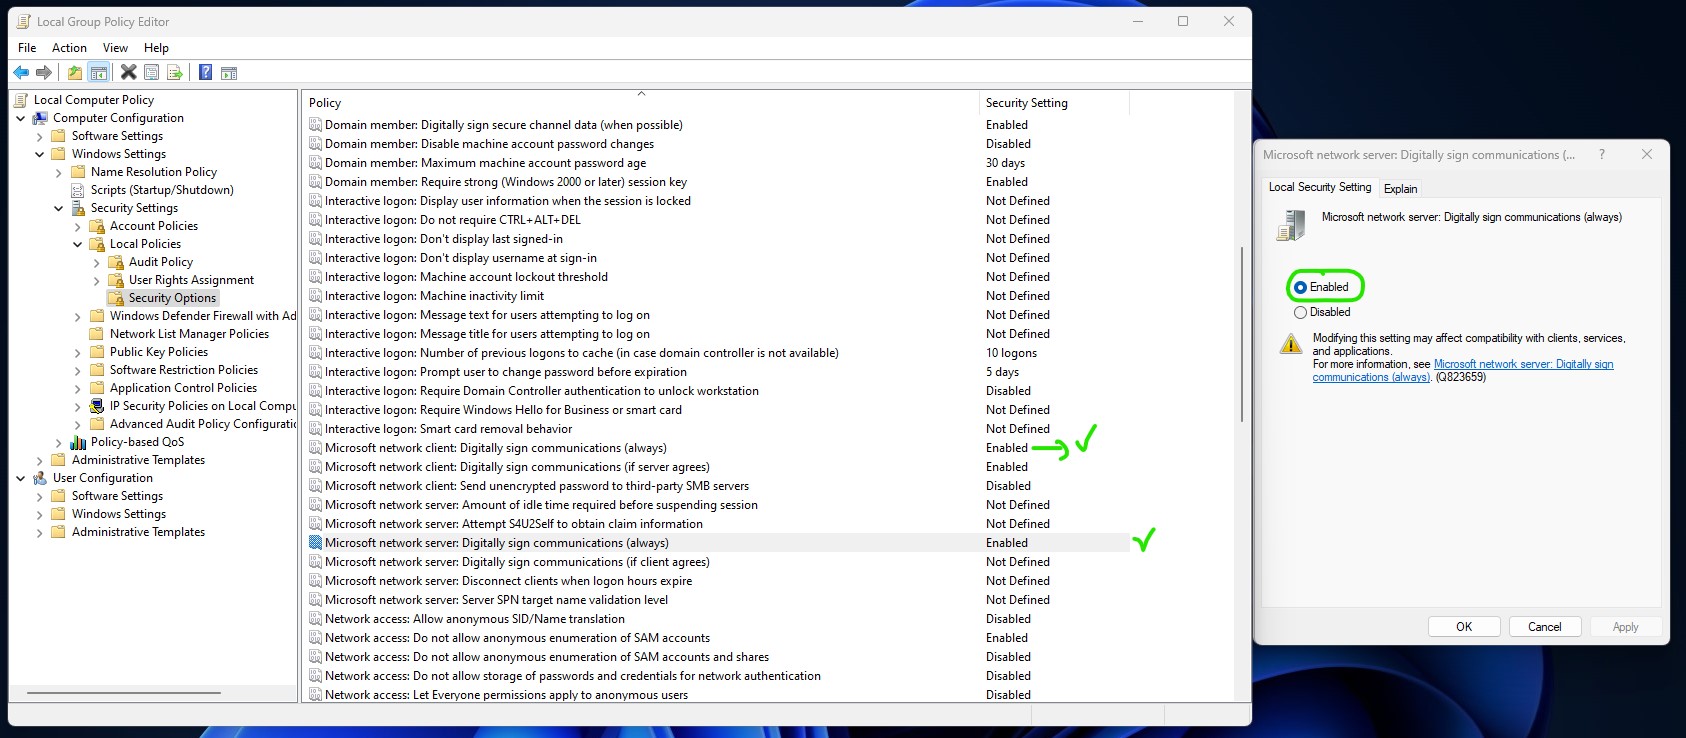 Local Group Policy Editor
File Action View Help
Local Computer Policy
Computer Configuration
Software Settings
Windows Settings
Name Resolution Policy
Scripts (Startup/Shutdown)
Security Settings
Account Policies
Local Policies
Audit Policy
User Rights Assignment
Security Options
Windows Defender Firewall with Ad
Network List Manager Policies
Public Key Policies
Software Restriction Policies
Application Control Policies
IP Security Policies on Local Compu
Advanced Audit Policy Configuratio
Policy-based QoS
Administrative Templates
User Configuration
Software Settings
Windows Settings
Administrative Templates
Policy Security Setting
Domain member: Digitally sign secure channel data (when possible) Enabled
Domain member: Disable machine account password changes Disabled
Domain member: Maximum machine account password age 30 days
Domain member: Require strong (Windows 2000 or later) session key Enabled
Interactive logon: Display user information when the session is locked Not Defined
Interactive logon: Do not require CTRL+ALT+DEL Not Defined
Interactive logon: Don't display last signed-in Not Defined
Interactive logon: Don't display username at sign-in Not Defined
Interactive logon: Machine account lockout threshold Not Defined
Interactive logon: Machine inactivity limit Not Defined
Interactive logon: Message text for users attempting to log on Not Defined
Interactive logon: Message title for users attempting to log on Not Defined
Interactive logon: Number of previous logons to cache (in case domain controller is not available) 10 logons
Interactive logon: Prompt user to change password before expiration 5 days
Interactive logon: Require Domain Controller authentication to unlock workstation Disabled
Interactive logon: Require Windows Hello for Business or smart card Not Defined
Interactive logon: Smart card removal behavior Not Defined
Microsoft network client: Digitally sign communications (always) Enabled
Microsoft network client: Digitally sign communications (if server agrees) Enabled
Microsoft network client: Send unencrypted password to third-party SMB servers Disabled
Microsoft network server: Amount of idle time required before suspending session Not Defined
Microsoft network server: Attempt S4U2Self to obtain claim information Not Defined
Microsoft network server: Digitally sign communications (always) Enabled
Microsoft network server: Digitally sign communications (if client agrees) Not Defined
Microsoft network server: Disconnect clients when logon hours expire Not Defined
Microsoft network server: Server SPN target name validation level Not Defined
Network access: Allow anonymous SID/Name translation Disabled
Network access: Do not allow anonymous enumeration of SAM accounts Enabled
Network access: Do not allow anonymous enumeration of SAM accounts and shares Disabled
Network access: Do not allow storage of passwords and credentials for network authentication Disabled
Network access: Let Everyone permissions apply to anonymous users Disabled
Microsoft network server: Digitally sign communications (... ?
Local Security Setting Explain
Microsoft network server: Digitally sign communications (always)
Enabled
Disabled
Modifying this setting may affect compatibility with clients, services,
and applications.
For more information, see Microsoft network server: Digitally sign
communications (always). (Q823659)
OK Cancel Apply